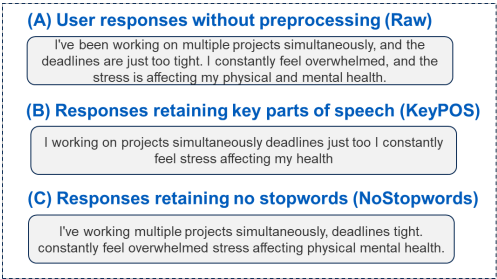 (A) User responses without preprocessing (Raw)
I've been working on multiple projects simultaneously, and the
deadlines are just too tight. I constantly feel overwhelmed, and the
stress is affecting my physical and mental health.
(B) Responses retaining key parts of speech (KeyPOS)
I working on projects simultaneously deadlines just too I constantly
feel stress affecting my health
(C) Responses retaining no stopwords (NoStopwords)
I've working multiple projects simultaneously, deadlines tight.
constantly feel overwhelmed stress affecting physical mental health.